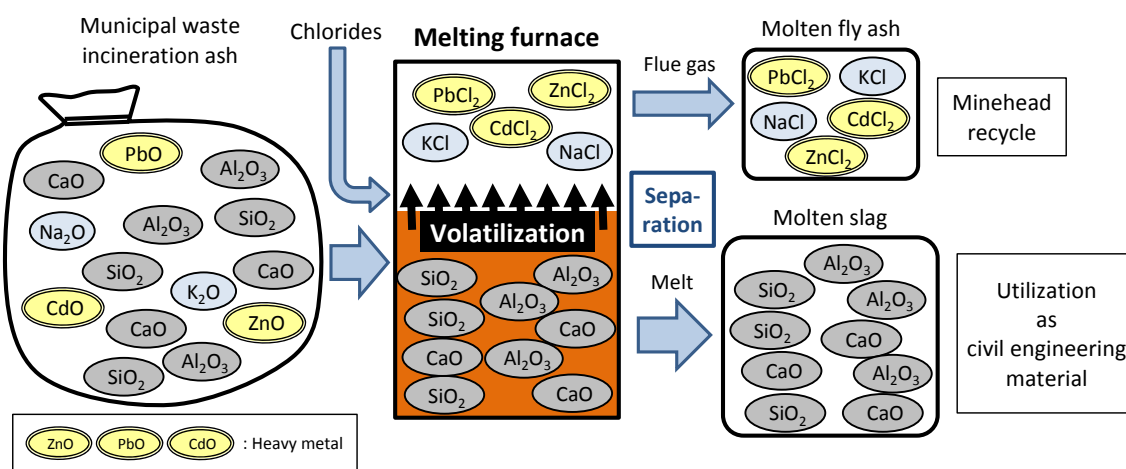 Municipal waste
incineration ash
PbO
CaO
Al₂O₃
Na₂O
Al₂O₃
SiO₂
SiO₂
K₂O
CaO
CdO
CaO
ZnO
SiO₂
Al₂O₃
ZnO
PbO
CdO
: Heavy metal
Chlorides
Melting furnace
PbCl₂
ZnCl₂
CdCl₂
KCl
NaCl
Volatilization
SiO₂
Al₂O₃
Al₂O₃
SiO₂
CaO
CaO
Al₂O₃
SiO₂
CaO
Flue gas
Sepa-
ration
Melt
Molten fly ash
PbCl₂
KCl
NaCl
CdCl₂
ZnCl₂
Minehead
recycle
Molten slag
Al₂O₃
SiO₂
Al₂O₃
SiO₂
CaO
CaO
Al₂O₃
SiO₂
CaO
Utilization
as
civil engineering
material